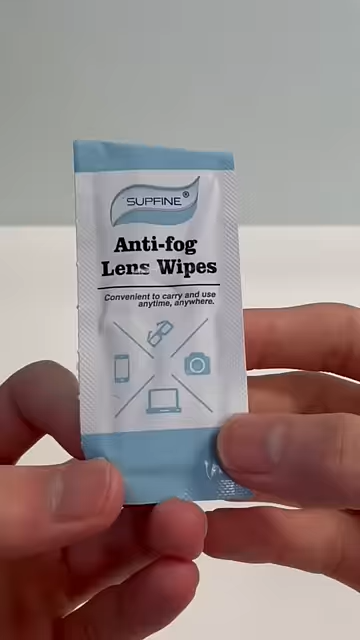 SUPFINE®
Anti-fog
Lens Wipes
Convenient to carry and use
anytime, anywhere.